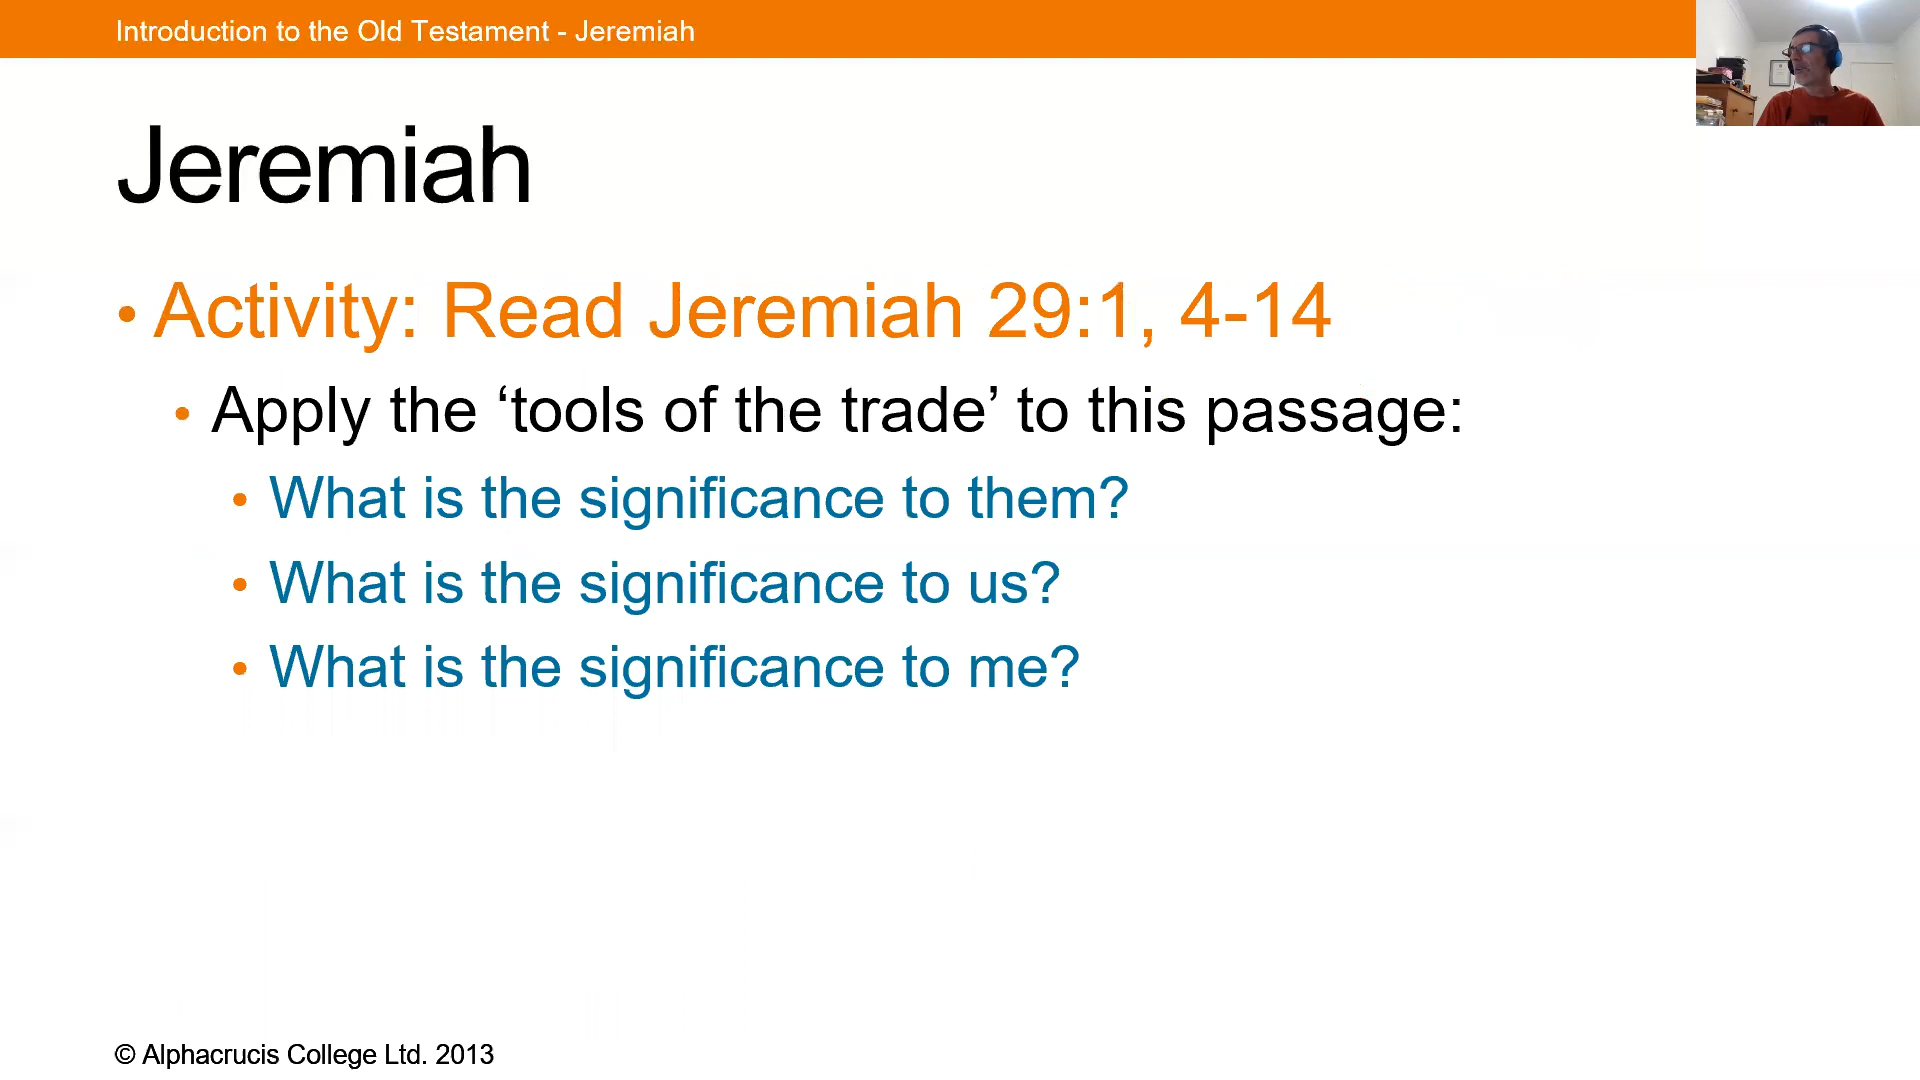 Introduction to the Old Testament - Jeremiah
Jeremiah
• Activity: Read Jeremiah 29:1, 4-14
• Apply the ‘tools of the trade’ to this passage:
• What is the significance to them?
• What is the significance to us?
• What is the significance to me?
© Alphacrucis College Ltd. 2013